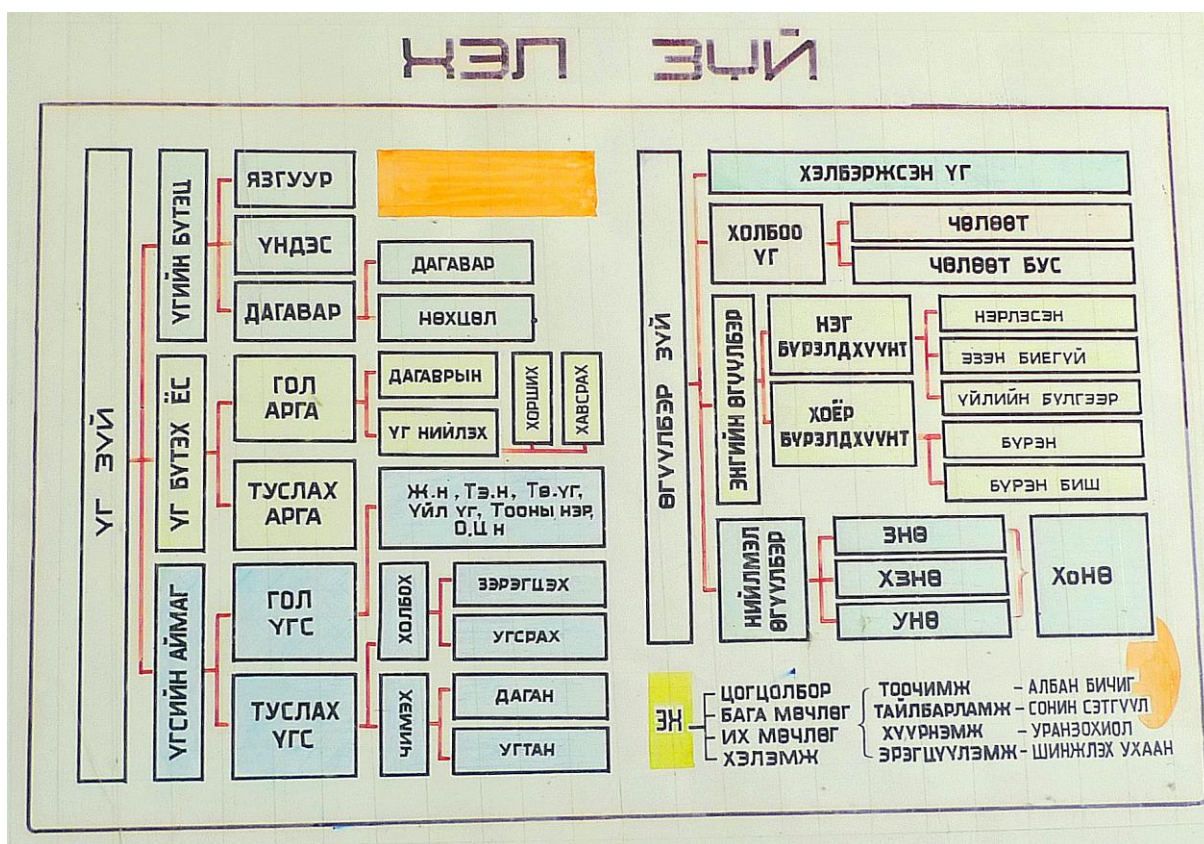 ХЭЛ ЗҮЙ
ҮГ ЗҮЙ
ҮГИЙН БҮТЭЦ
ЯЗГУУР
ҮНДЭС
ДАГАВАР
ДАГАВАР
НӨХЦӨЛ
ҮГ БҮТЭХ ЁС
ГОЛ
АРГА
ДАГАВРЫН
ҮГ НИЙЛЭХ
ХОРШИХ
ХАВСРАХ
ТУСЛАХ
АРГА
ҮГСИЙН АЙМАГ
ГОЛ
ҮГС
Ж.Н, ТЭ.Н, ТӨ.ҮГ,
ҮЙЛ ҮГ, ТООНЫ НЭР,
О,Ц Н
ТУСЛАХ
ҮГС
ХОЛБОХ
ЗЭРЭГЦЭХ
УГСРАХ
ЧИМЭХ
ДАГАН
УГТАН
ӨГҮҮЛБЭР ЗҮЙ
ХЭЛБЭРЖСЭН ҮГ
ХОЛБОО
ҮГ
ЧӨЛӨӨТ
ЧӨЛӨӨТ БУС
ЭНГИЙН ӨГҮҮЛБЭР
НЭГ
БҮРЭЛДХҮҮНТ
НЭРЛЭСЭН
ЭЗЭН БИЕГҮЙ
ҮЙЛИЙН БҮЛГЭЭР
ХОЁР
БҮРЭЛДХҮҮНТ
БҮРЭН
БҮРЭН БИШ
НИЙЛМЭЛ
ӨГҮҮЛБЭР
ЗНӨ
ХЗНӨ
УНӨ
ХоНӨ
ЭХ
ЦОГЦОЛБОР
БАГА МӨЧЛӨГ
ИХ МӨЧЛӨГ
ХЭЛЭМЖ
ТООЧИМЖ – АЛБАН БИЧИГ
ТАЙЛБАРЛАМЖ – СОНИН СЭТГҮҮЛ
ХҮҮРНЭМЖ – УРАНЗОХИОЛ
ЭРЭГЦҮҮЛЭМЖ – ШИНЖЛЭХ УХААН